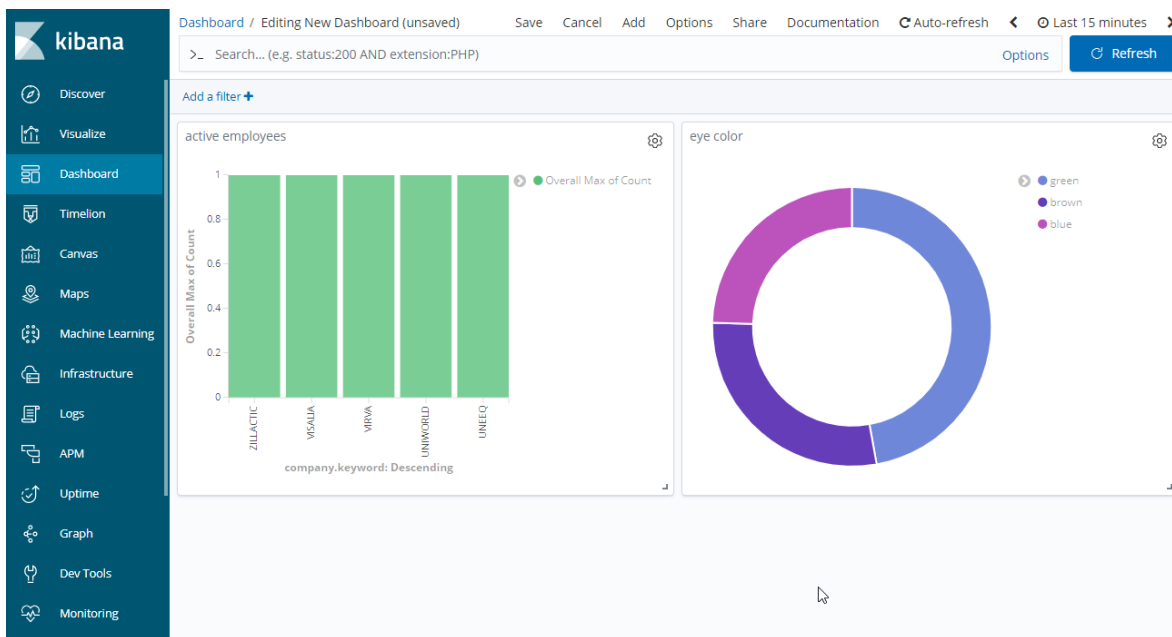 kibana
Discover
Visualize
Dashboard
Timelion
Canvas
Maps
Machine Learning
Infrastructure
Logs
APM
Uptime
Graph
Dev Tools
Monitoring
Dashboard / Editing New Dashboard (unsaved) Save Cancel Add Options Share Documentation Auto-refresh Last 15 minutes
>_ Search... (e.g. status:200 AND extension:PHP) Options Refresh
Add a filter +
active employees
1
0.8
0.6
0.4
0.2
0
Overall Max of Count
ZILLACTIC
VISALIA
VIRVA
UNIWORLD
UNEEQ
company.keyword: Descending
Overall Max of Count
eye color
green
brown
blue